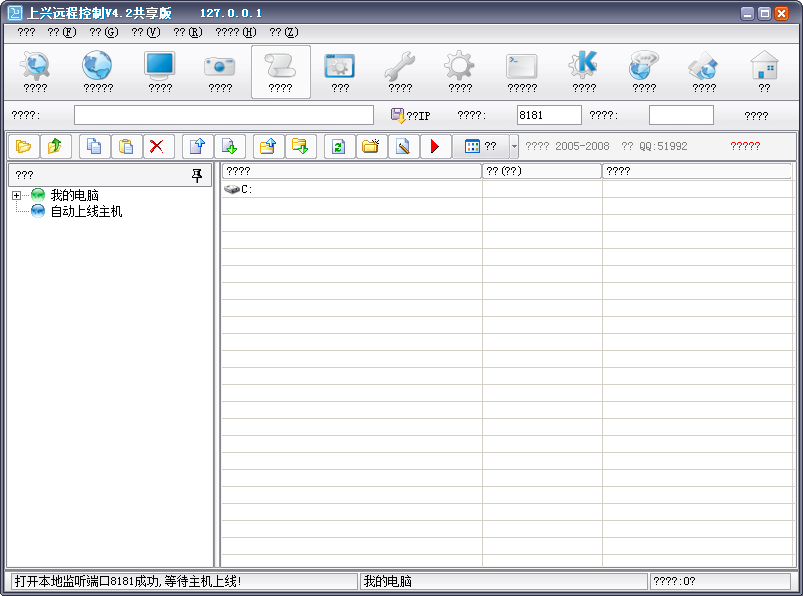 上兴远程控制V4.2共享版 127.0.0.1
??? ??(F) ??(G) ??(V) ??(R) ????(H) ??(Z)
???? ????? ???? ???? ???? ??? ???? ???? ????? ???? ???? ???? ??
????: ??IP ????: 8181 ????: ????
?? ???? 2005-2008 ?? QQ:51992 ?????
??? ???? ??(??) ????
我的电脑 C:
自动上线主机
打开本地监听端口8181成功,等待主机上线! 我的电脑 ????:0?